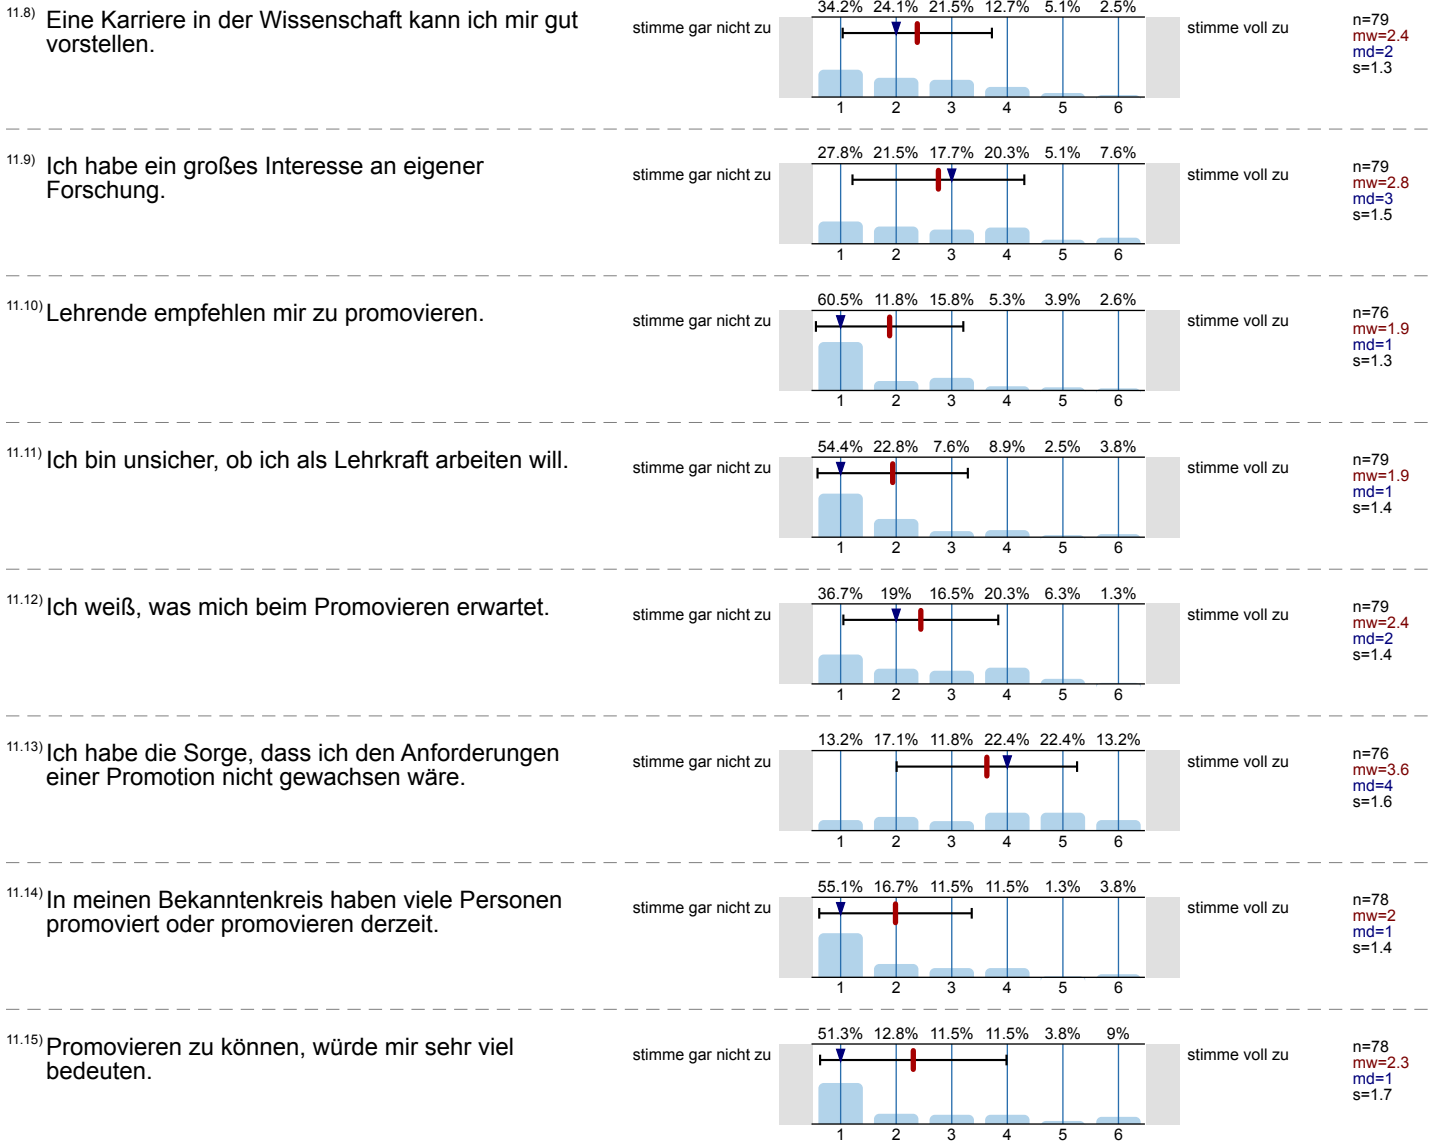 11.8) Eine Karriere in der Wissenschaft kann ich mir gut
vorstellen.
stimme gar nicht zu
34.2% 24.1% 21.5% 12.7% 5.1% 2.5%
1 2 3 4 5 6
stimme voll zu
n=79
mw=2.4
md=2
s=1.3
11.9) Ich habe ein großes Interesse an eigener
Forschung.
stimme gar nicht zu
27.8% 21.5% 17.7% 20.3% 5.1% 7.6%
1 2 3 4 5 6
stimme voll zu
n=79
mw=2.8
md=3
s=1.5
11.10) Lehrende empfehlen mir zu promovieren.
stimme gar nicht zu
60.5% 11.8% 15.8% 5.3% 3.9% 2.6%
1 2 3 4 5 6
stimme voll zu
n=76
mw=1.9
md=1
s=1.3
11.11) Ich bin unsicher, ob ich als Lehrkraft arbeiten will.
stimme gar nicht zu
54.4% 22.8% 7.6% 8.9% 2.5% 3.8%
1 2 3 4 5 6
stimme voll zu
n=79
mw=1.9
md=1
s=1.4
11.12) Ich weiß, was mich beim Promovieren erwartet.
stimme gar nicht zu
36.7% 19% 16.5% 20.3% 6.3% 1.3%
1 2 3 4 5 6
stimme voll zu
n=79
mw=2.4
md=2
s=1.4
11.13) Ich habe die Sorge, dass ich den Anforderungen
einer Promotion nicht gewachsen wäre.
stimme gar nicht zu
13.2% 17.1% 11.8% 22.4% 22.4% 13.2%
1 2 3 4 5 6
stimme voll zu
n=76
mw=3.6
md=4
s=1.6
11.14) In meinen Bekanntenkreis haben viele Personen
promoviert oder promovieren derzeit.
stimme gar nicht zu
55.1% 16.7% 11.5% 11.5% 1.3% 3.8%
1 2 3 4 5 6
stimme voll zu
n=78
mw=2
md=1
s=1.4
11.15) Promovieren zu können, würde mir sehr viel
bedeuten.
stimme gar nicht zu
51.3% 12.8% 11.5% 11.5% 3.8% 9%
1 2 3 4 5 6
stimme voll zu
n=78
mw=2.3
md=1
s=1.7